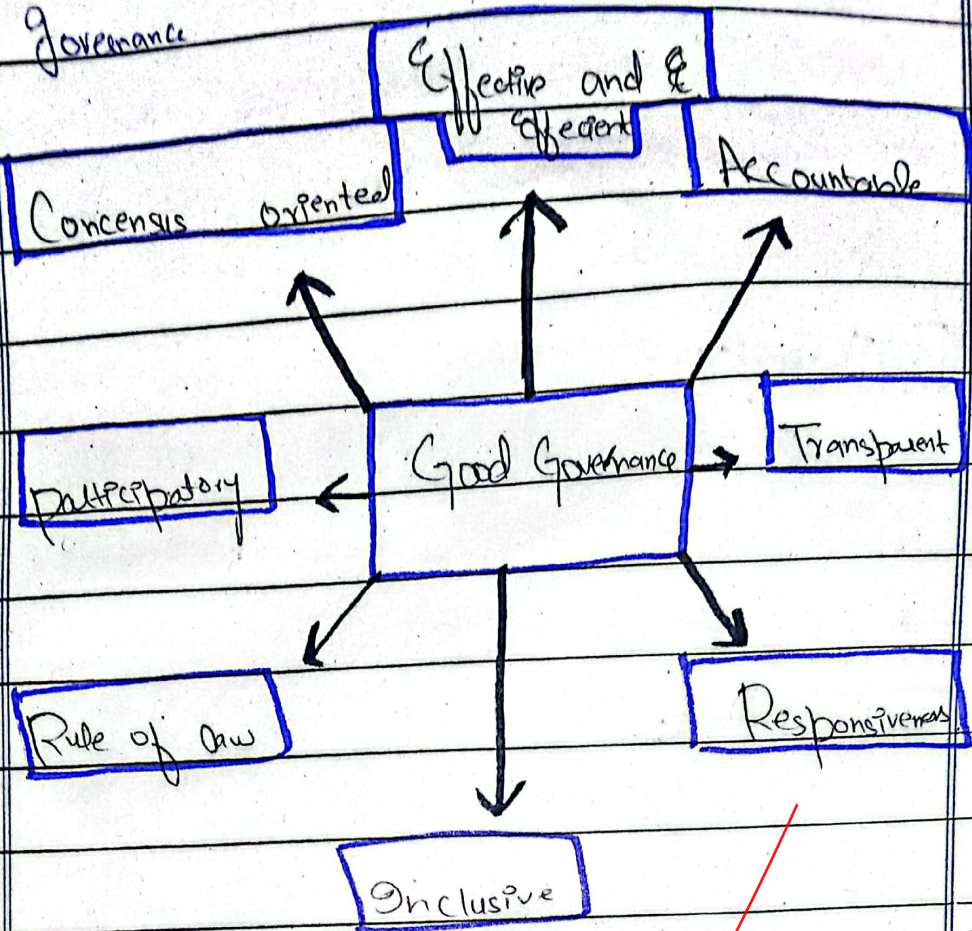 Governance
Effective and &
Effecient
Concensus oriented
Accountable
Good Governance
Transparent
participatory
Rule of law
Responsiveness
Inclusive